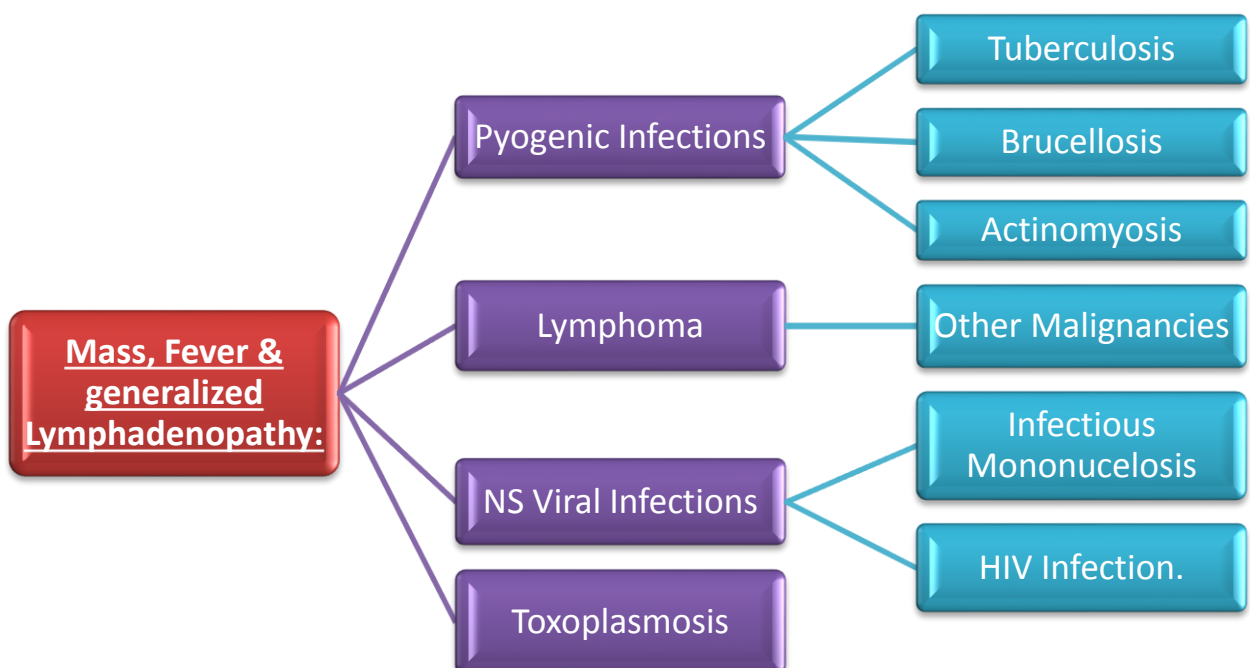 Mass, Fever &
generalized
Lymphadenopathy:
Pyogenic Infections
Tuberculosis
Brucellosis
Actinomyosis
Lymphoma
Other Malignancies
NS Viral Infections
Infectious
Mononucelosis
HIV Infection.
Toxoplasmosis